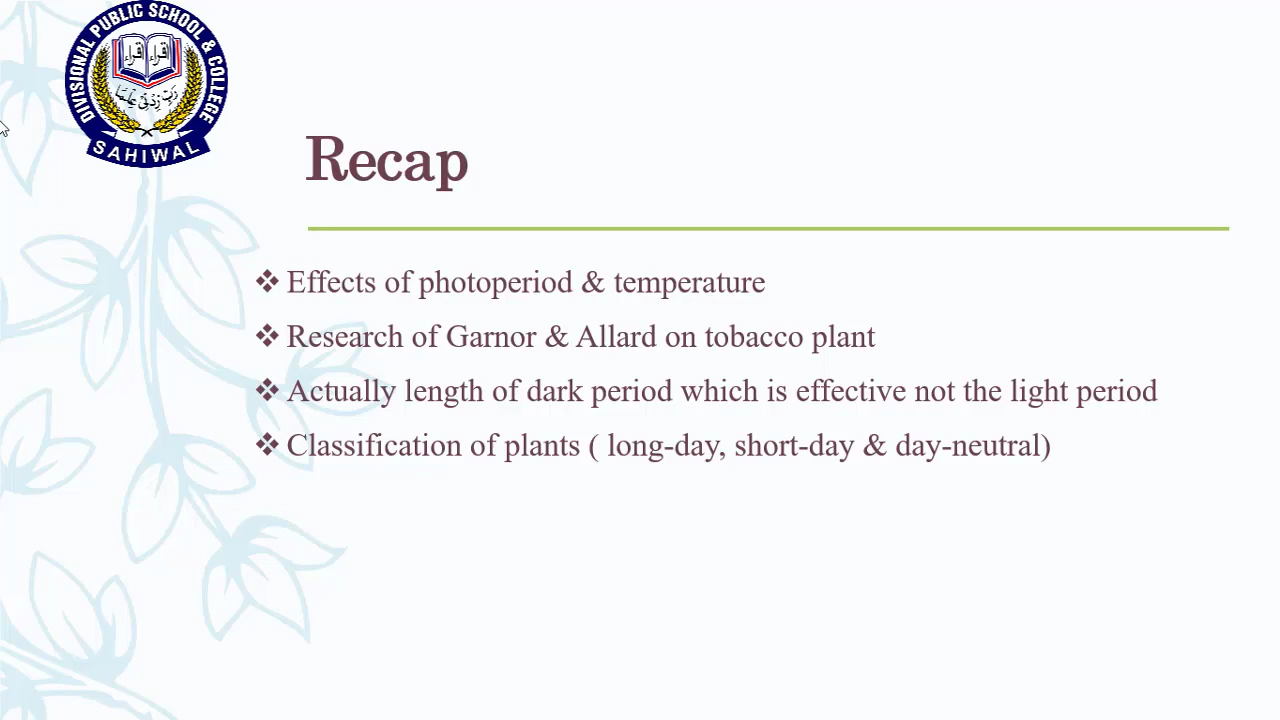 DIVISIONAL PUBLIC SCHOOL & COLLEGE
اقراء اقراء
رَبِّ زِدْنِیْ عِلْمًا
SAHIWAL
Recap
❖ Effects of photoperiod & temperature
❖ Research of Garnor & Allard on tobacco plant
❖ Actually length of dark period which is effective not the light period
❖ Classification of plants ( long-day, short-day & day-neutral)